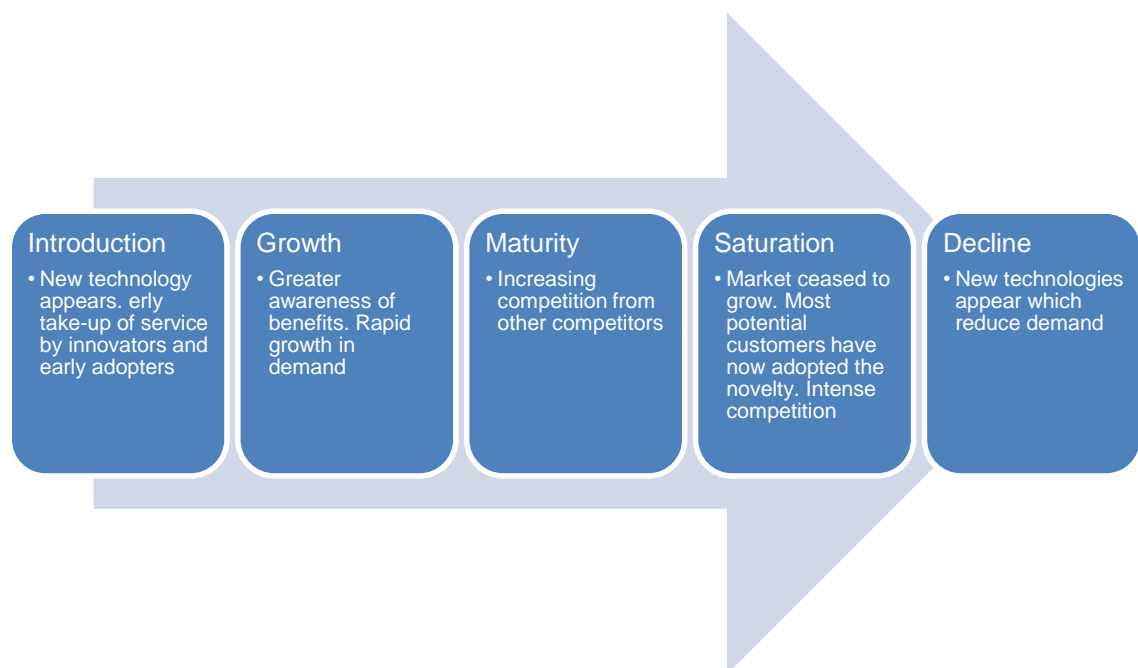 Introduction
• New technology
appears. erly
take-up of service
by innovators and
early adopters
Growth
• Greater
awareness of
benefits. Rapid
growth in
demand
Maturity
• Increasing
competition from
other competitors
Saturation
• Market ceased to
grow. Most
potential
customers have
now adopted the
novelty. Intense
competition
Decline
• New technologies
appear which
reduce demand